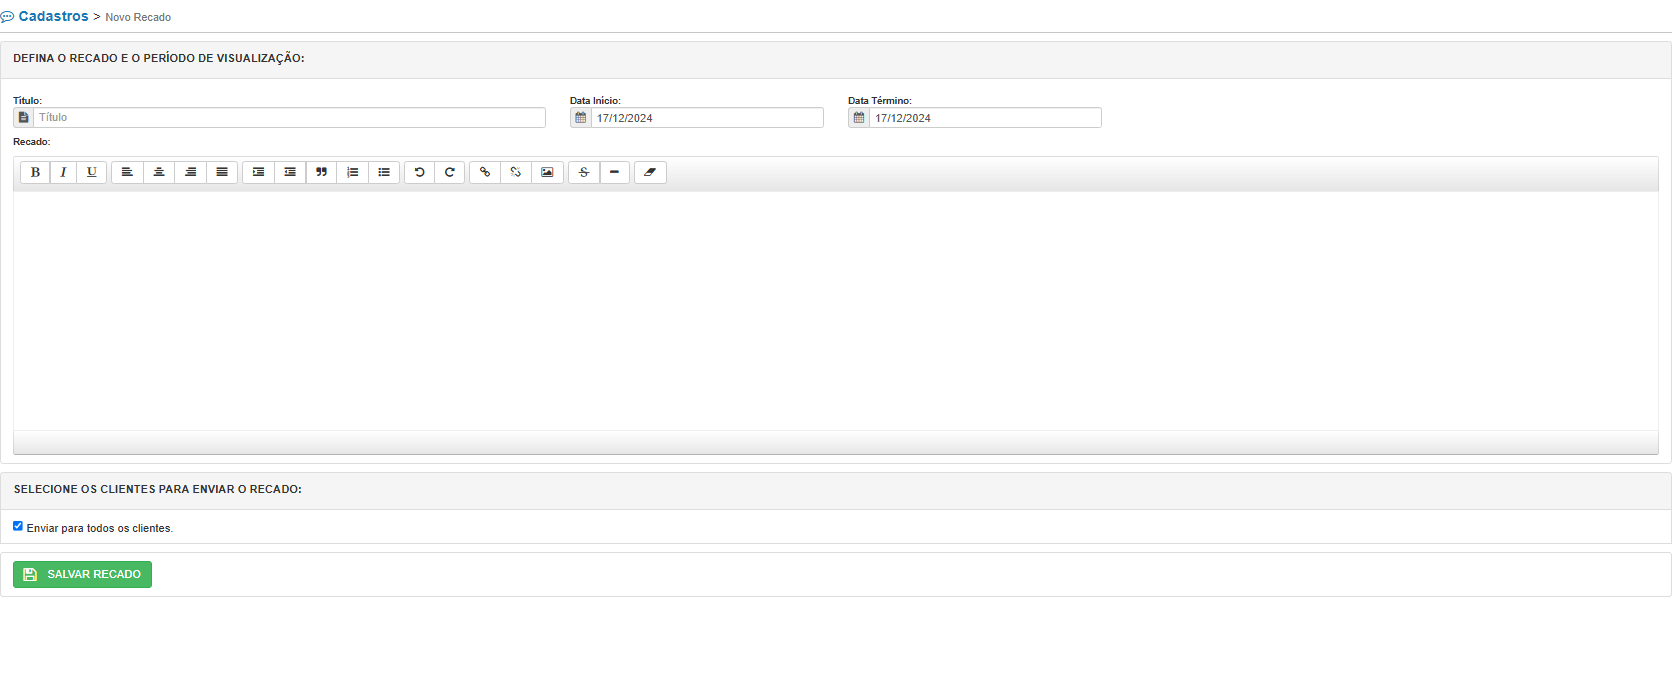 Cadastros > Novo Recado
DEFINA O RECADO E O PERÍODO DE VISUALIZAÇÃO:
Título: Data Início: Data Término:
Título 17/12/2024 17/12/2024
Recado:
B I U S
SELECIONE OS CLIENTES PARA ENVIAR O RECADO:
Enviar para todos os clientes.
SALVAR RECADO